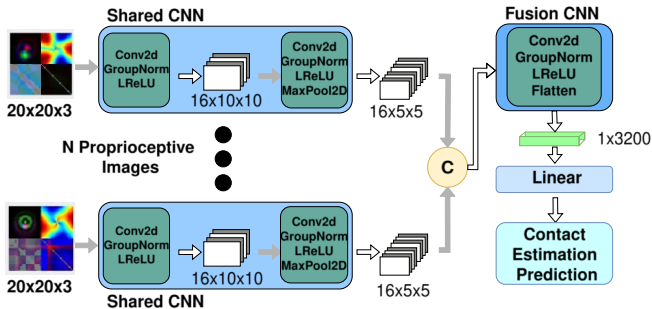 Shared CNN
Conv2d
GroupNorm
LReLU
16x10x10
Conv2d
GroupNorm
LReLU
MaxPool2D
16x5x5
20x20x3
N Proprioceptive
Images
C
Fusion CNN
Conv2d
GroupNorm
LReLU
Flatten
1x3200
Linear
Contact
Estimation
Prediction
Conv2d
GroupNorm
LReLU
16x10x10
Conv2d
GroupNorm
LReLU
MaxPool2D
16x5x5
20x20x3
Shared CNN